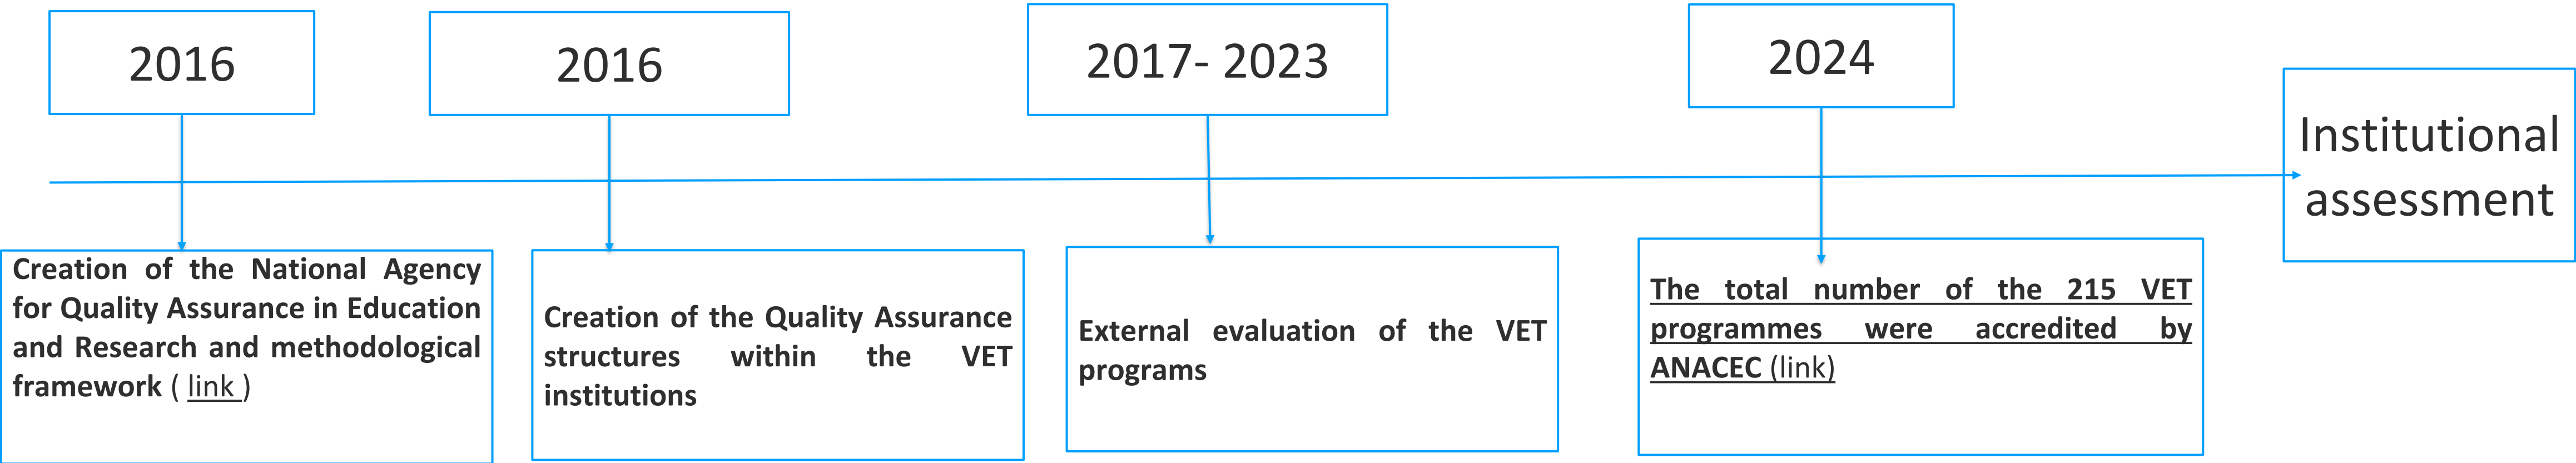 2016
2016
2017- 2023
2024
Institutional
assessment
Creation of the National Agency
for Quality Assurance in Education
and Research and methodological
framework ( link )
Creation of the Quality Assurance
structures within the VET
institutions
External evaluation of the VET
programs
The total number of the 215 VET
programmes were accredited by
ANACEC (link)